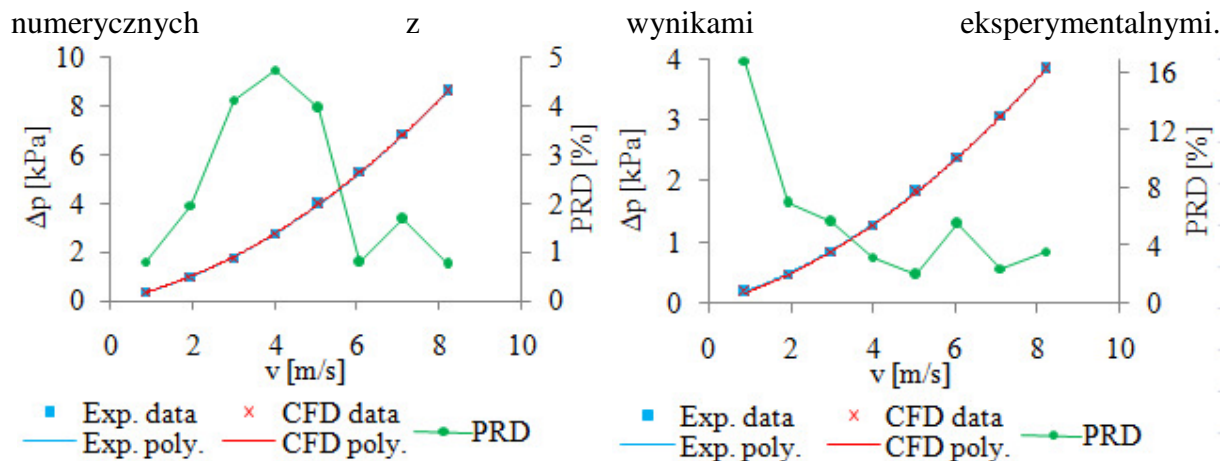 numerycznych z wynikami eksperymentalnymi.
10
8
6
4
2
0
Δp [kPa]
5
4
3
2
1
0
PRD [%]
0 2 4 6 8 10
v [m/s]
Exp. data CFD data
Exp. poly. CFD poly. PRD
4
3
2
1
0
Δp [kPa]
16
12
8
4
0
PRD [%]
0 2 4 6 8 10
v [m/s]
Exp. data CFD data
Exp. poly. CFD poly. PRD